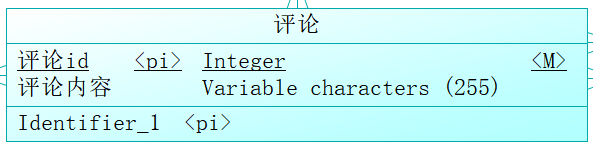 评论
评论id <pi> Integer <M>
评论内容 Variable characters (255)
Identifier_1 <pi>